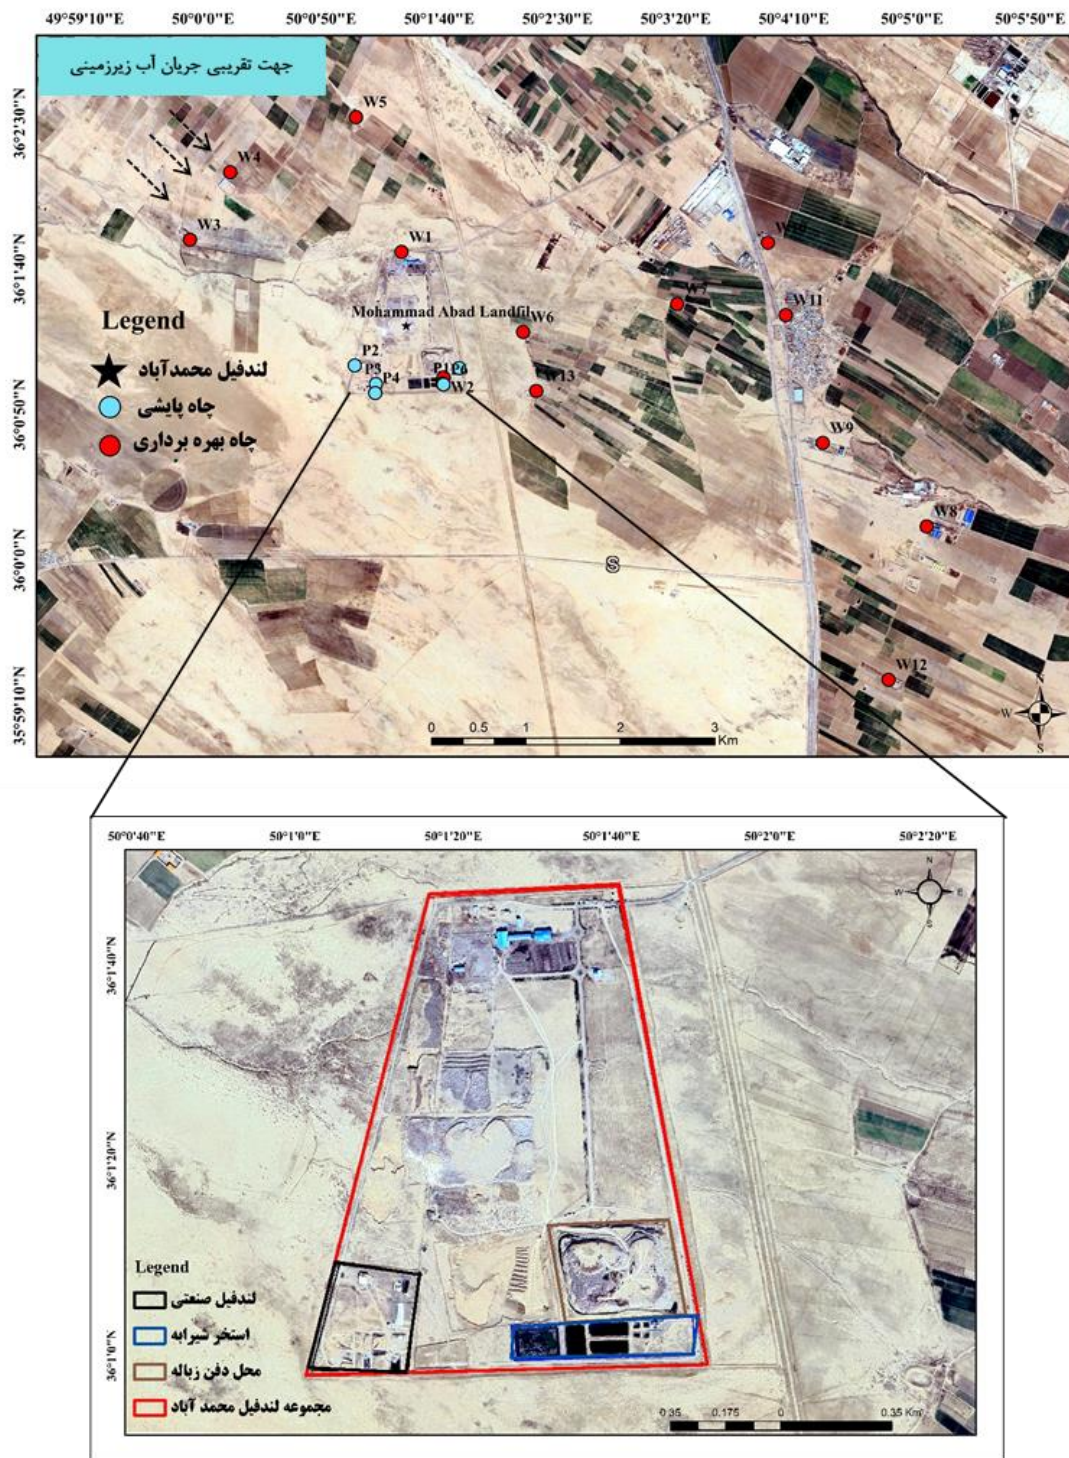 49°59'10"E 50°0'0"E 50°0'50"E 50°1'40"E 50°2'30"E 50°3'20"E 50°4'10"E 50°5'0"E 50°5'50"E
جهت تقریبی جریان آب زیرزمینی
36°2'30"N
W5
W4
W3
W1
W10
36°1'40"N
W7
W11
Legend
Mohammad Abad Landfil
W6
لندفیل محمدآباد
P2
P3
P4
P1
P6
W2
W13
چاه پایشی
36°0'50"N
چاه بهره برداری
W9
W8
36°0'0"N
S
W12
35°59'10"N
N
W
S
0 0.5 1 2 3
Km
50°0'40"E 50°1'0"E 50°1'20"E 50°1'40"E 50°2'0"E 50°2'20"E
N
W E
S
36°1'40"N
36°1'20"N
Legend
لندفیل صنعتی
استخر شیرابه
36°1'0"N
محل دفن زباله
مجموعه لندفیل محمد آباد
0.35 0.175 0 0.35 Km